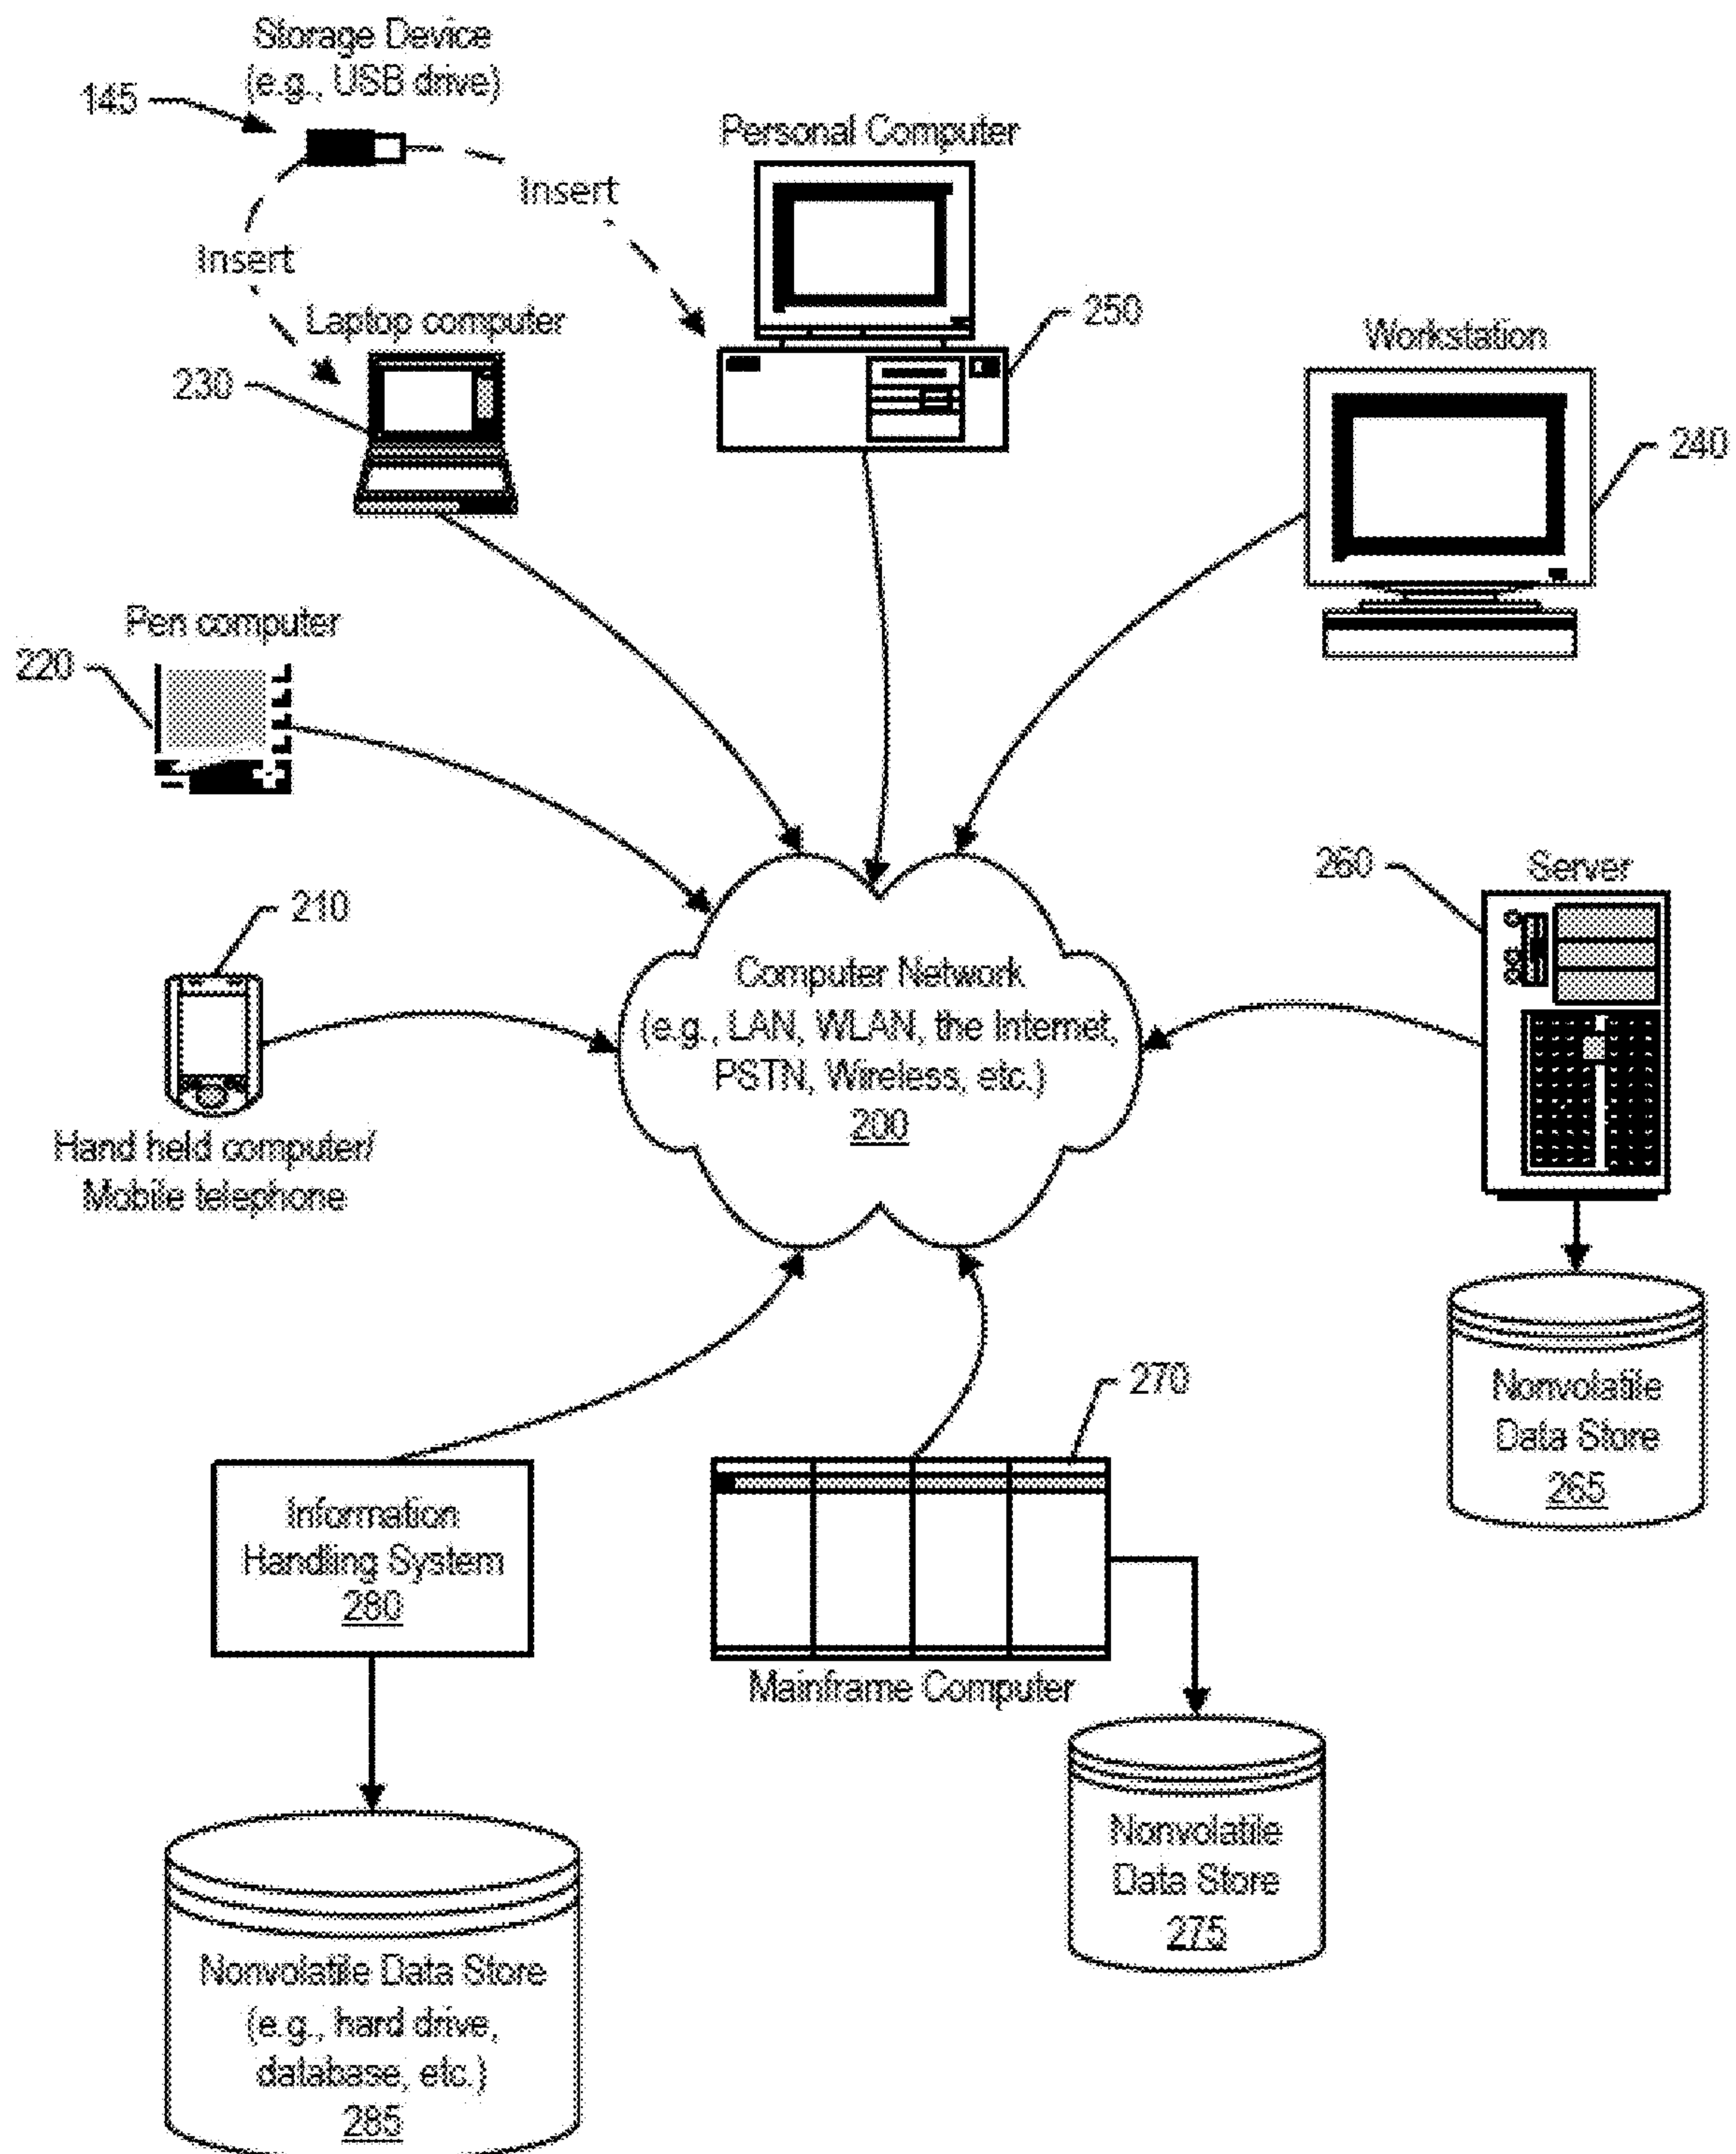 Storage Device
(e.g., USB drive)
145
Insert
Insert
Personal Computer
250
Laptop computer
230
Workstation
240
Pen computer
220
210
Hand held computer/
Mobile telephone
Computer Network
(e.g., LAN, WLAN, the Internet,
PSTN, Wireless, etc.)
200
260
Server
Nonvolatile
Data Store
265
270
Mainframe Computer
Nonvolatile
Data Store
275
Information
Handling System
280
Nonvolatile Data Store
(e.g., hard drive,
database, etc.)
285